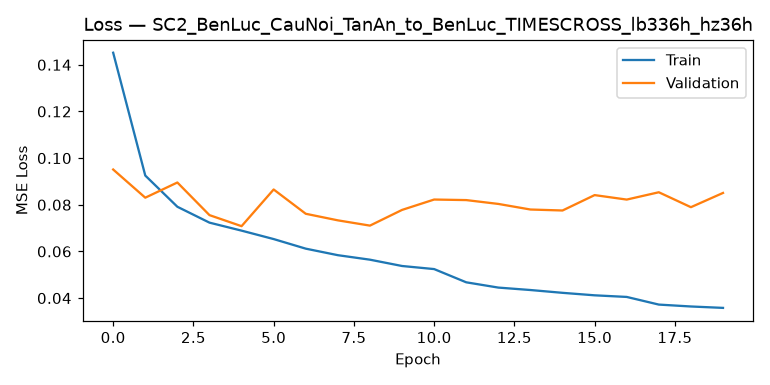 Loss — SC2_BenLuc_CauNoi_TanAn_to_BenLuc_TIMESCROSS_lb336h_hz36h
Train
Validation
MSE Loss
0.14
0.12
0.10
0.08
0.06
0.04
0.0 2.5 5.0 7.5 10.0 12.5 15.0 17.5
Epoch